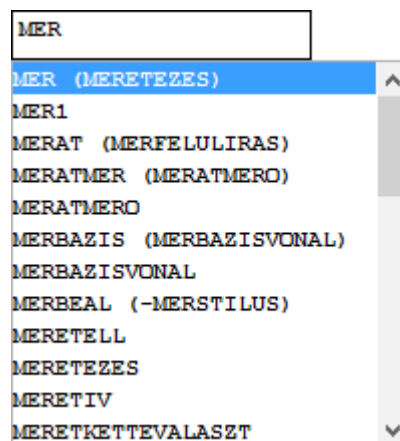 MER
MER (MERETEZES)
MER1
MERAT (MERFELULIRAS)
MERATMER (MERATMERO)
MERATMERO
MERBAZIS (MERBAZISVONAL)
MERBAZISVONAL
MERBEAL (-MERSTILUS)
MERETELL
MERETEZES
MERETIV
MERETKETTEVALASZT